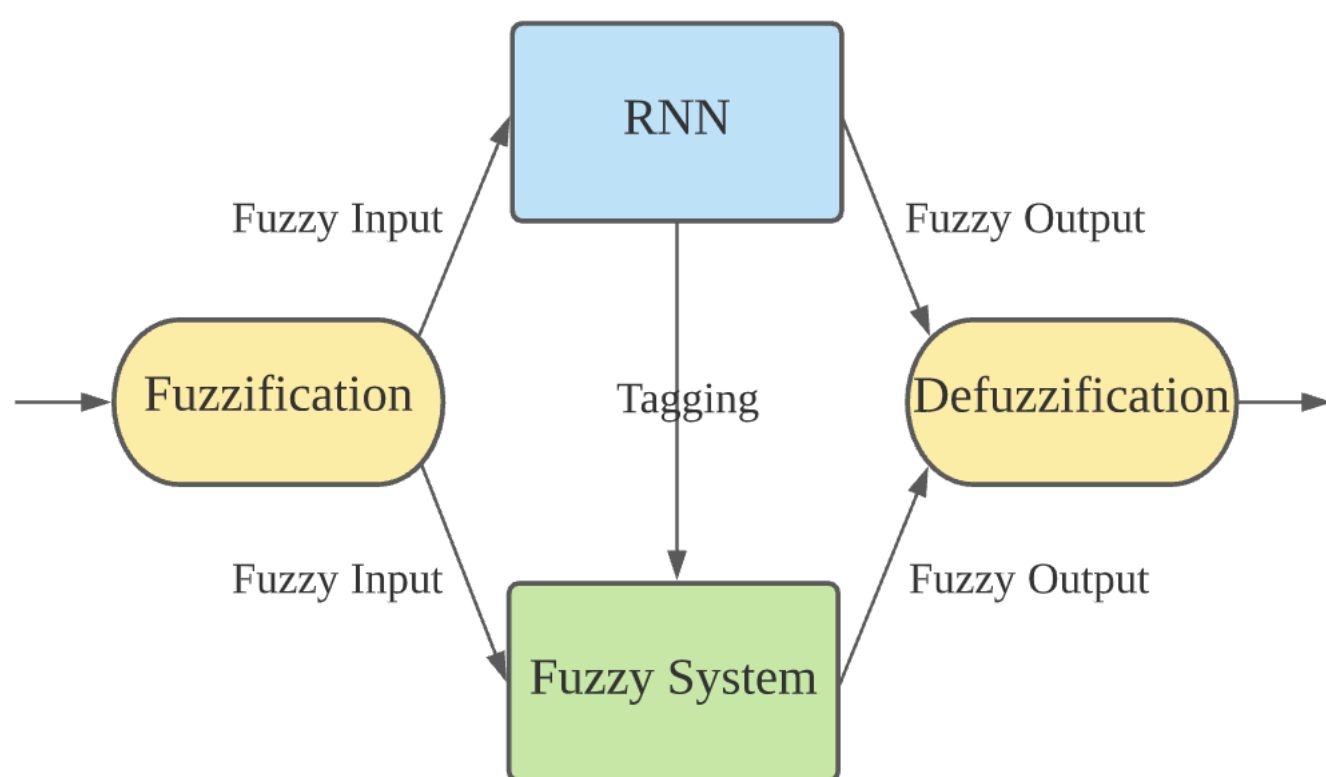 RNN
Fuzzy Input
Fuzzy Output
Fuzzification
Tagging
Defuzzification
Fuzzy Input
Fuzzy Output
Fuzzy System